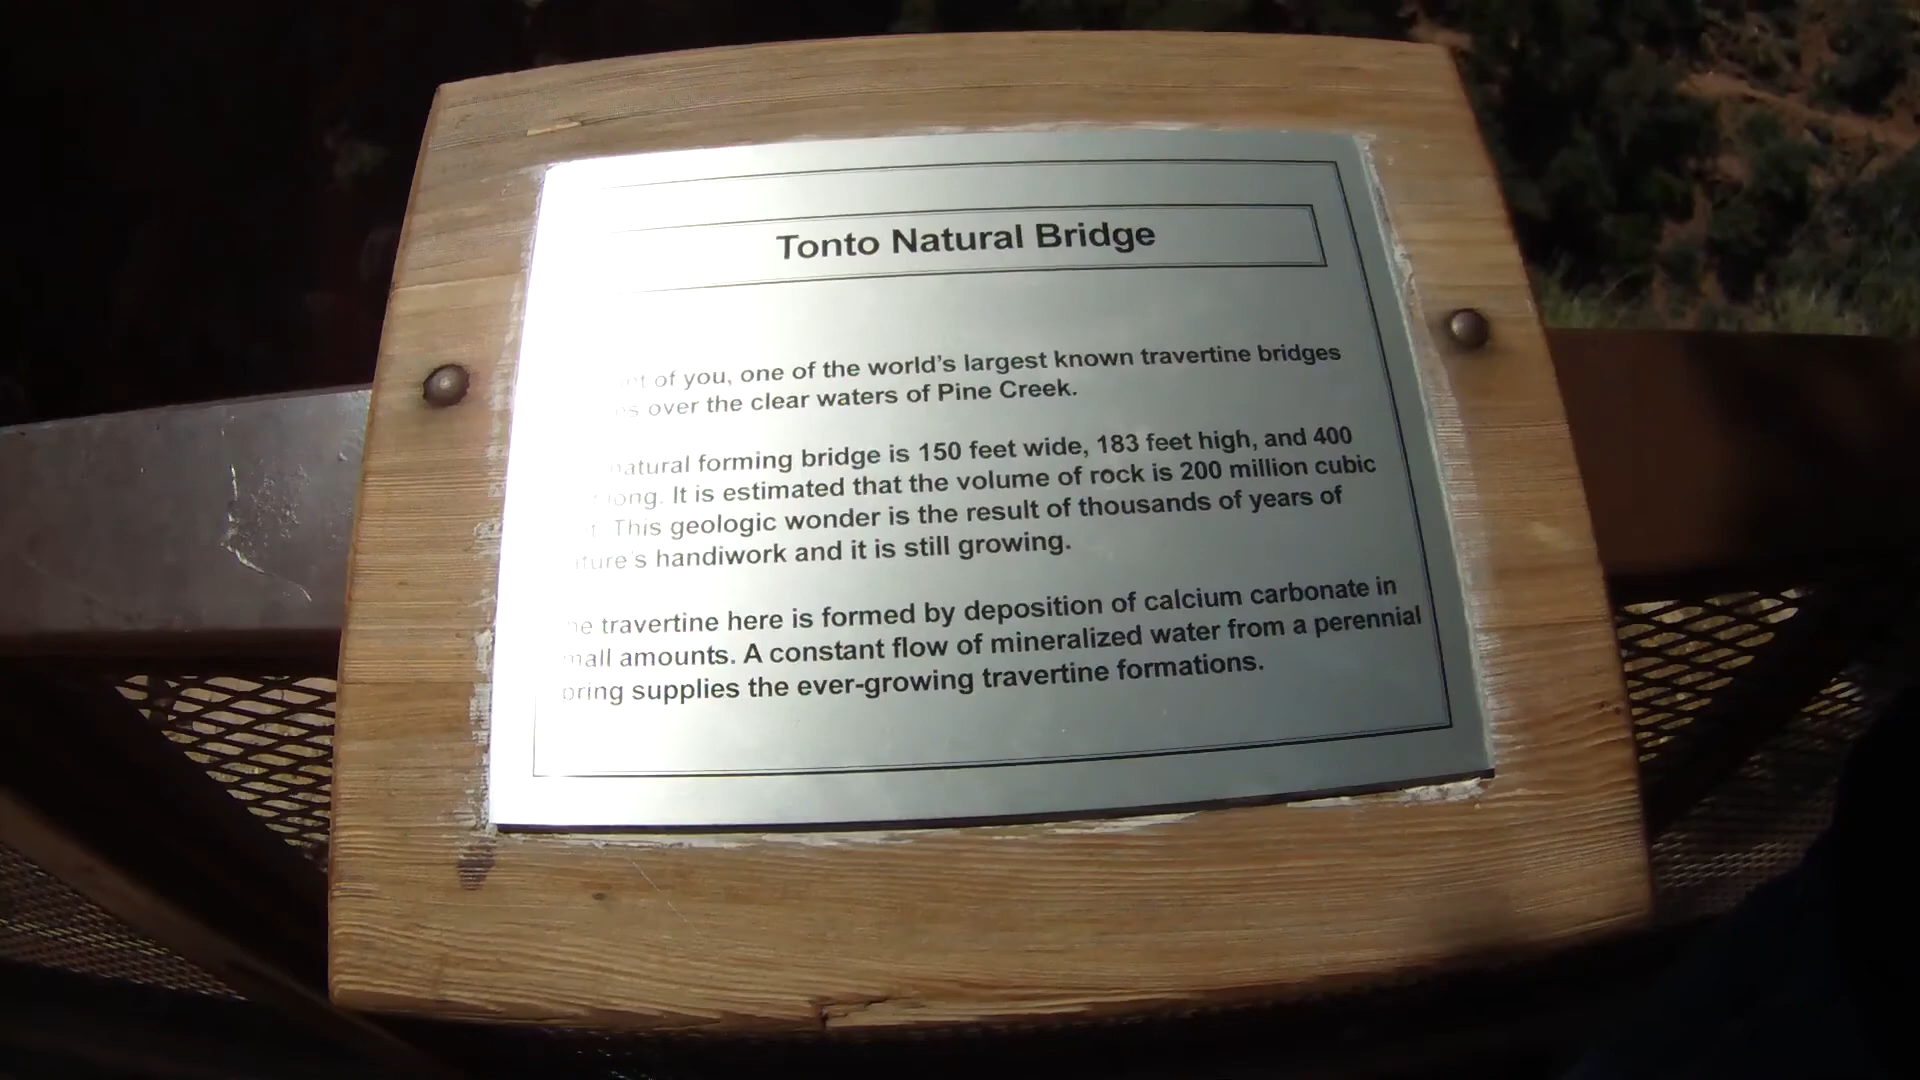 Tonto Natural Bridge
of you, one of the world's largest known travertine bridges
over the clear waters of Pine Creek.
natural forming bridge is 150 feet wide, 183 feet high, and 400
long. It is estimated that the volume of rock is 200 million cubic
This geologic wonder is the result of thousands of years of
handiwork and it is still growing.
travertine here is formed by deposition of calcium carbonate in
amounts. A constant flow of mineralized water from a perennial
supplies the ever-growing travertine formations.